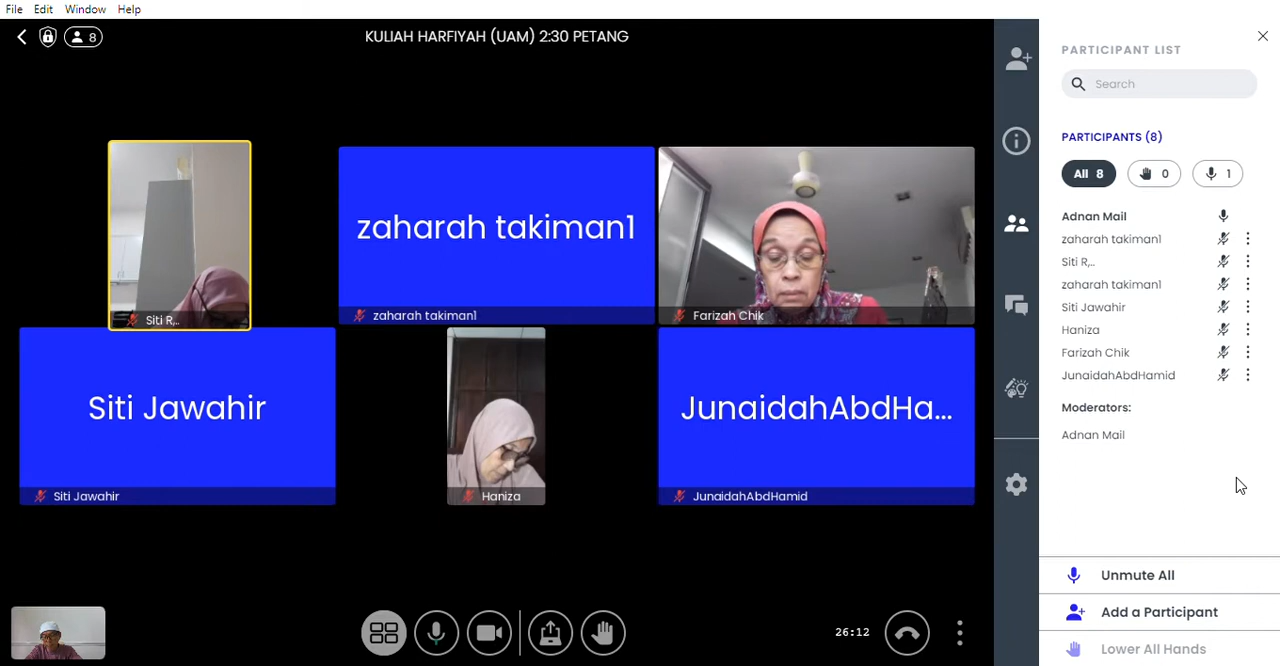 File Edit Window Help
8
KULIAH HARFIYAH (UAM) 2:30 PETANG
Siti R,..
zaharah takiman1
zaharah takiman1
Farizah Chik
Siti Jawahir
Siti Jawahir
Haniza
JunaidahAbdHa...
JunaidahAbdHamid
26:12
PARTICIPANT LIST
Search
PARTICIPANTS (8)
All 8 0 1
Adnan Mail
zaharah takiman1
Siti R,..
zaharah takiman1
Siti Jawahir
Haniza
Farizah Chik
JunaidahAbdHamid
Moderators:
Adnan Mail
Unmute All
Add a Participant
Lower All Hands